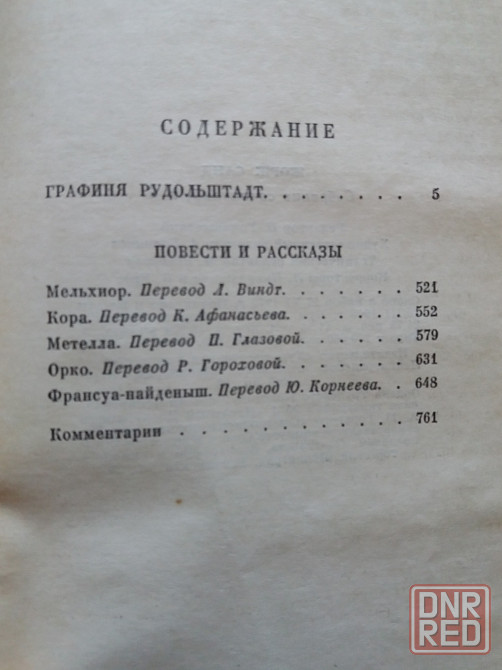 СОДЕРЖАНИЕ
ГРАФИНЯ РУДОЛЬШТАДТ. . . . . . . . 5
ПОВЕСТИ И РАССКАЗЫ
Мельхиор. Перевод Л. Виндт. . . . . . . 521
Кора. Перевод К. Афанасьева. . . . . . 552
Метелла. Перевод П. Глазовой. . . . . . 579
Орко. Перевод Р. Гороховой. . . . . . . 631
Франсуа-найденыш. Перевод Ю. Корнеева. . 648
Комментарии . . . . . . . . . . . 761
DNR
RED